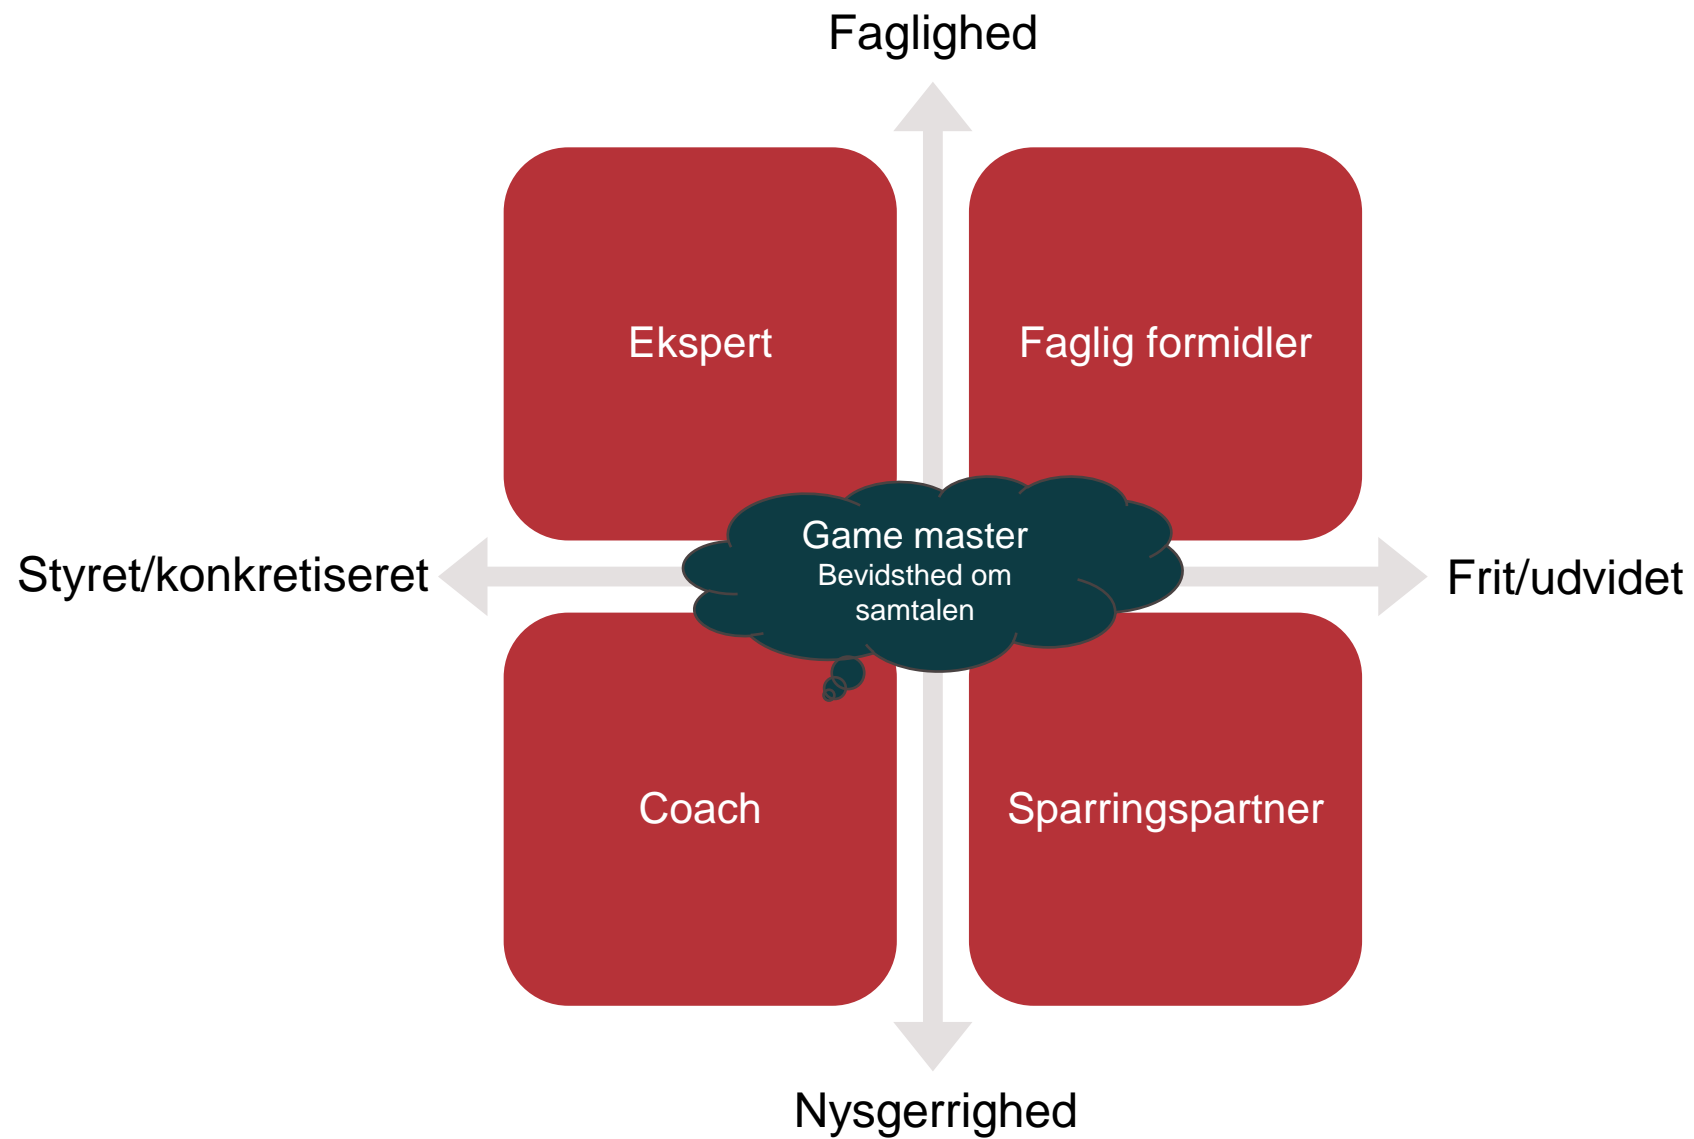 Faglighed
Ekspert
Faglig formidler
Game master
Bevidsthed om
samtalen
Styret/konkretiseret
Frit/udvidet
Coach
Sparringspartner
Nysgerrighed